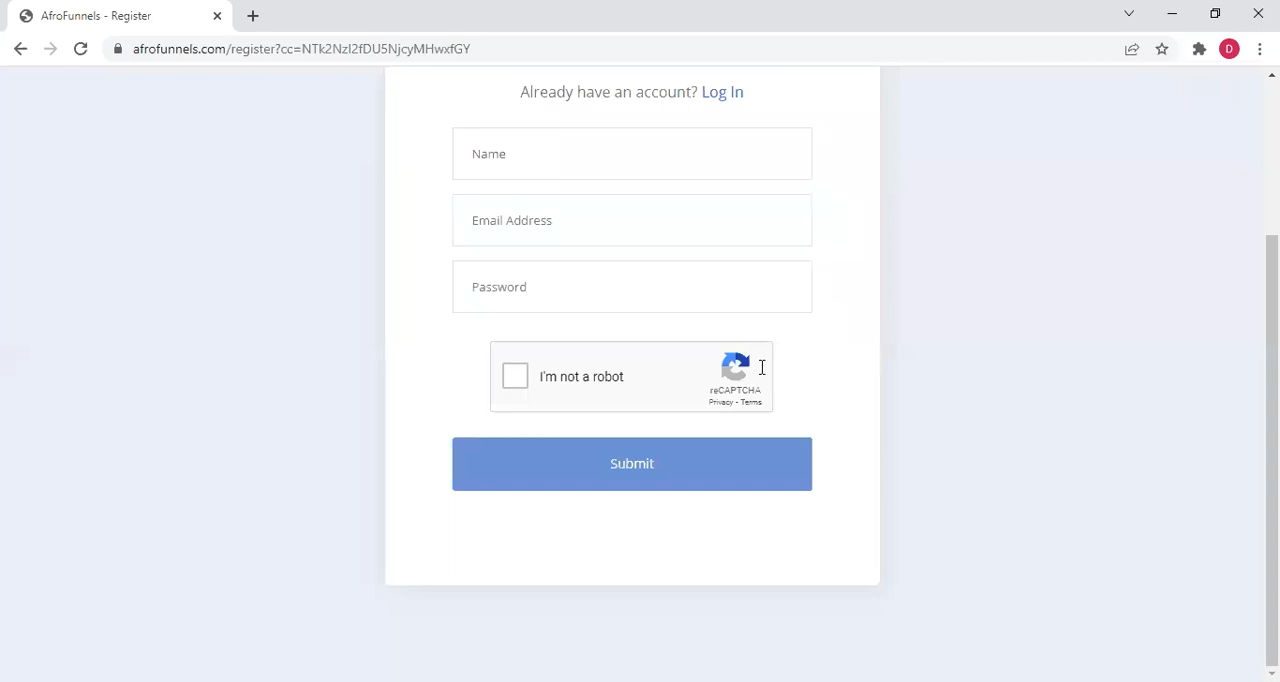 AfroFunnels - Register
afrofunnels.com/register?cc=NTk2NzI2fDU5NjcyMHwxfGY
D
Already have an account? Log In
Name
Email Address
Password
I'm not a robot
reCAPTCHA
Privacy - Terms
Submit